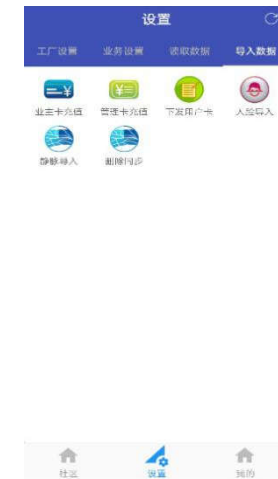 设置
工厂设置 业务设置 读取数据 导入数据
业主卡充值 管理卡充值 下发用户卡 人脸导入
静脉导入 删除同步
社区 设置 我的